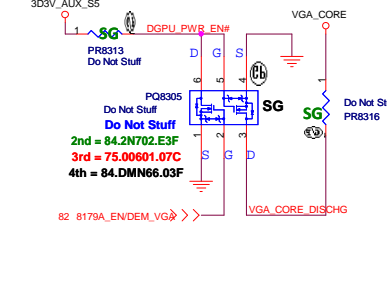 3D3V_AUX_S5
1
SG
DGPU_PWR_EN#
PR8313
Do Not Stuff
VGA_CORE
D G S
6 5 4
PQ8305
Do Not Stuff
SG
Do Not Stuff
2nd = 84.2N702.E3F
3rd = 75.00601.07C
4th = 84.DMN66.03F
1 2 3
S G D
1
SG
Do Not St
PR8316
2
82 8179A_EN/DEM_VGA
VGA_CORE_DISCHG